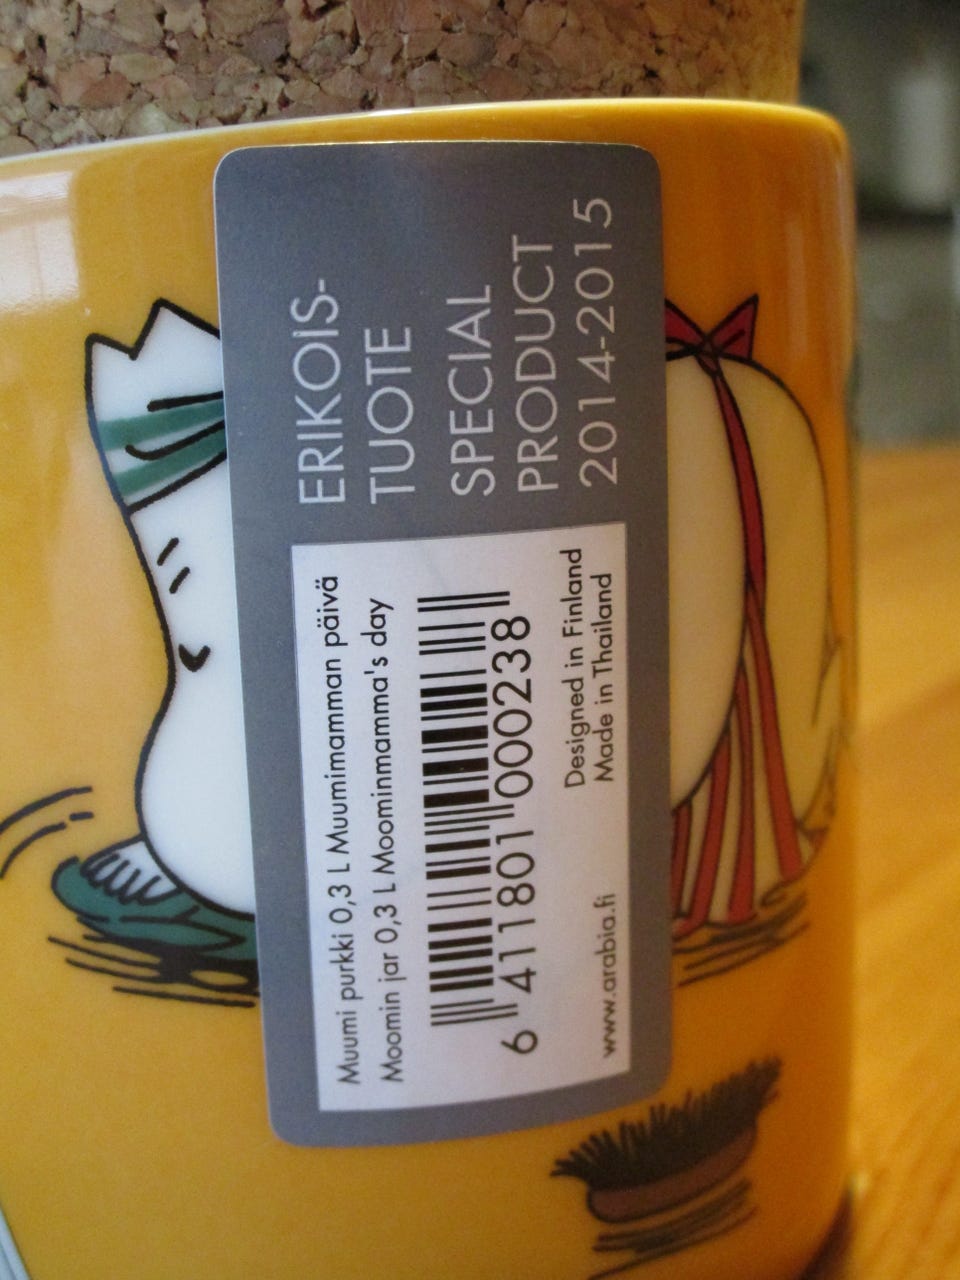 ERIKOIS-
TUOTE
SPECIAL
PRODUCT
2014-2015
Muumi purkki 0,3 L Muumimamman päivä
Moomin jar 0,3 L Moominmamma's day
6 411801 000238
Designed in Finland
Made in Thailand
www.arabia.fi